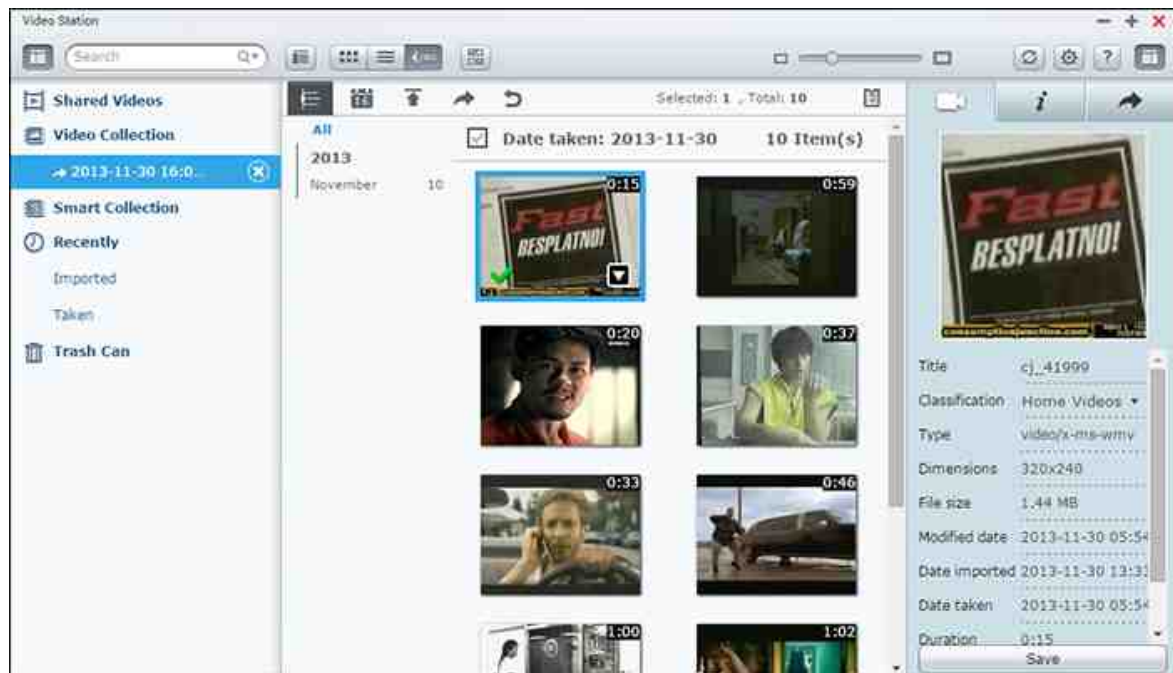 Video Station
Search
Shared Videos
Video Collection
2013-11-30 16:0...
Smart Collection
Recently
Imported
Taken
Trash Can
Selected: 1 , Total: 10
All
2013
November 10
Date taken: 2013-11-30 10 Item(s)
0:15
Fast
BESPLATNO!
0:59
0:20
0:37
0:33
0:46
1:00
1:02
i
Fast
BESPLATNO!
consumptionjunction.com
Title cj_41999
Classification Home Videos
Type video/x-ms-wmv
Dimensions 320x240
File size 1.44 MB
Modified date 2013-11-30 05:54
Date imported 2013-11-30 13:33
Date taken 2013-11-30 05:54
Duration 0:15
Save